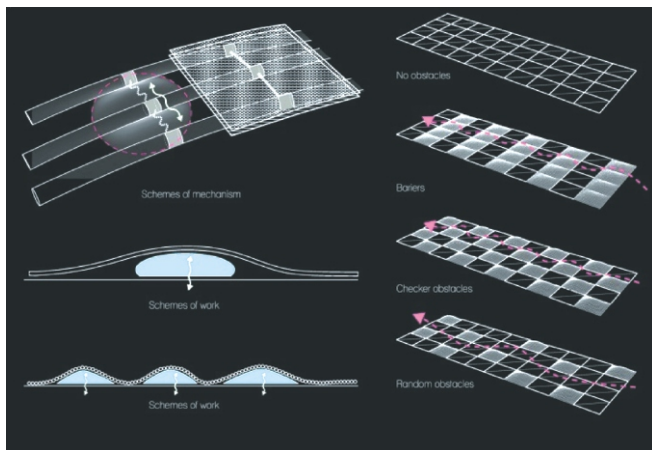 Schemes of mechanism
Schemes of work
Schemes of work
No obstacles
Bariers
Checker obstacles
Random obstacles